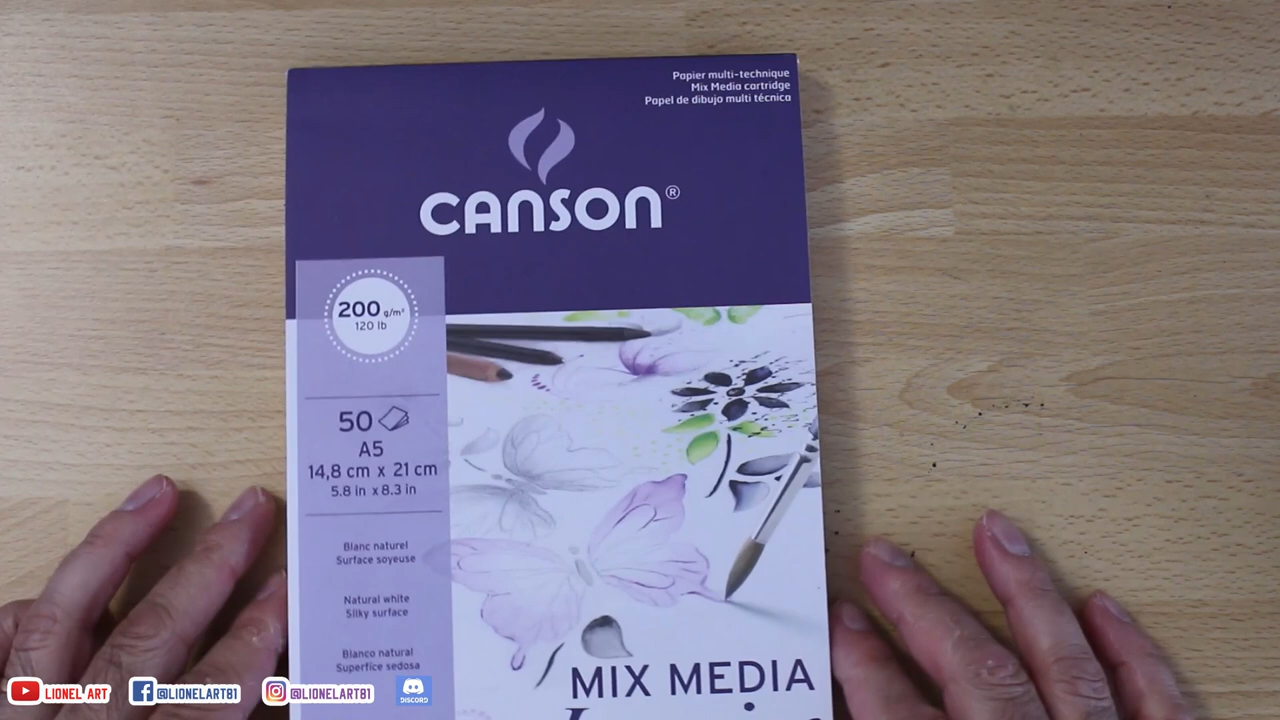 Papier multi-technique
Mix Media cartridge
Papel de dibujo multi técnica
CANSON®
200 g/m²
120 lb
50
A5
14,8 cm x 21 cm
5.8 in x 8.3 in
Blanc naturel
Surface soyeuse
Natural white
Silky surface
Blanco natural
Superfice sedosa
MIX MEDIA
LIONEL ART
@LIONELART81
@LIONELART81
DISCORD